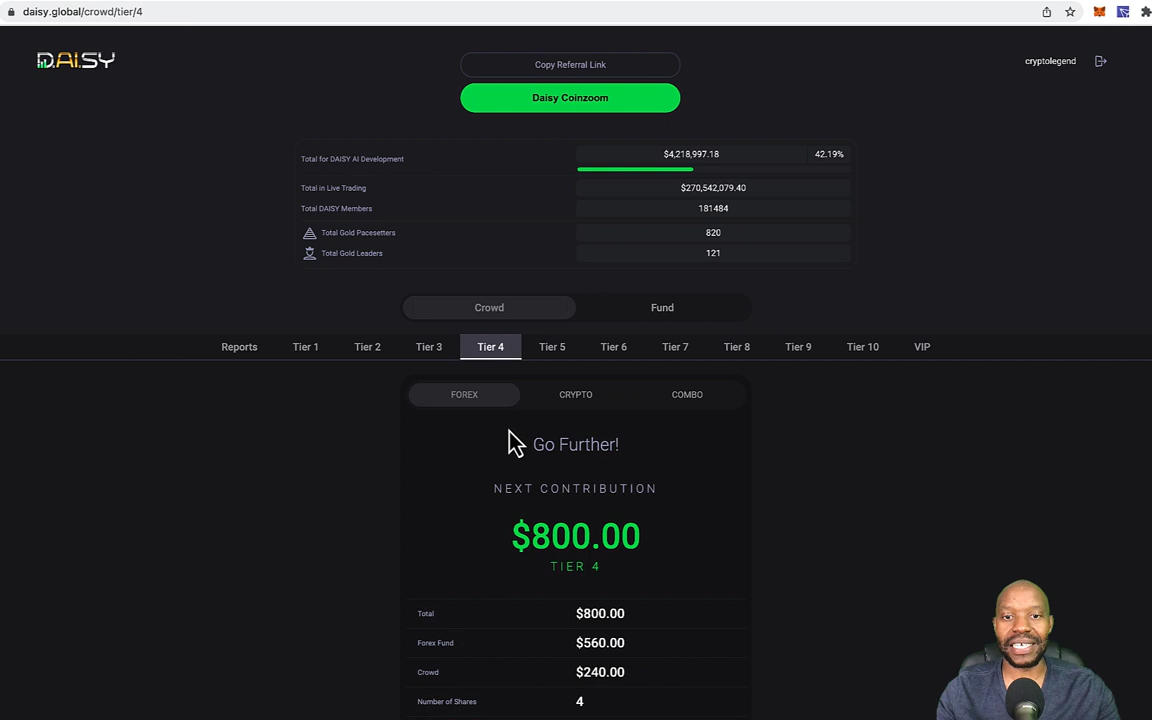 daisy.global/crowd/tier/4
D.AI.SY
Copy Referral Link
cryptolegend
Daisy Coinzoom
Total for DAISY AI Development $4,218,997.18 42.19%
Total in Live Trading $270,542,079.40
Total DAISY Members 181484
Total Gold Pacesetters 820
Total Gold Leaders 121
Crowd Fund
Reports Tier 1 Tier 2 Tier 3 Tier 4 Tier 5 Tier 6 Tier 7 Tier 8 Tier 9 Tier 10 VIP
FOREX CRYPTO COMBO
Go Further!
NEXT CONTRIBUTION
$800.00
TIER 4
Total $800.00
Forex Fund $560.00
Crowd $240.00
Number of Shares 4